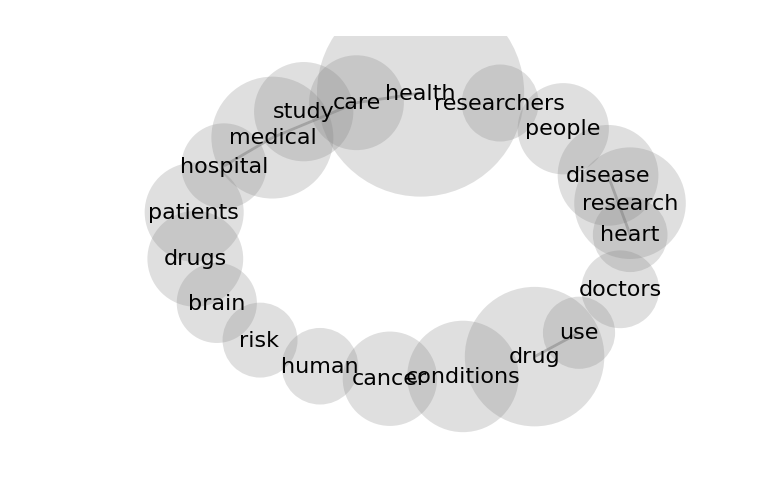 health
care
researchers
study
people
medical
hospital
disease
research
patients
heart
drugs
doctors
brain
use
risk
drug
human
conditions
cancer